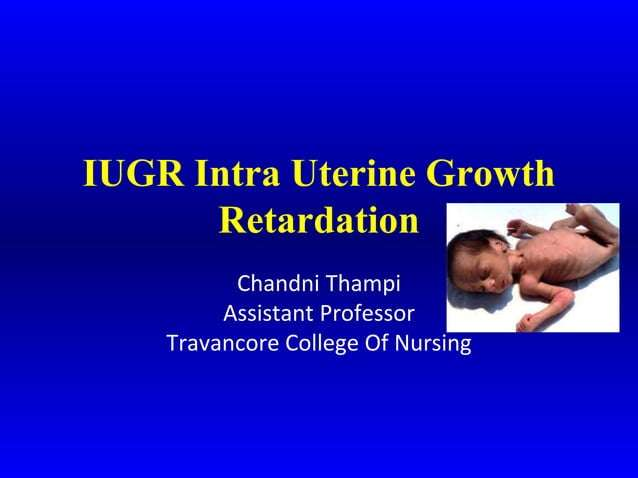 IUGR Intra Uterine Growth
Retardation
Chandni Thampi
Assistant Professor
Travancore College Of Nursing